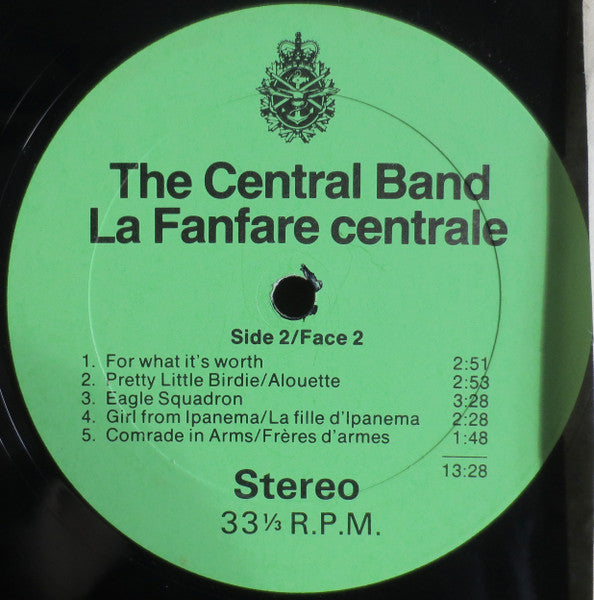 The Central Band
La Fanfare centrale
Side 2/Face 2
1. For what it's worth 2:51
2. Pretty Little Birdie/Alouette 2:53
3. Eagle Squadron 3:28
4. Girl from Ipanema/La fille d'Ipanema 2:28
5. Comrade in Arms/Frères d'armes 1:48
13:28
Stereo
33⅓ R.P.M.